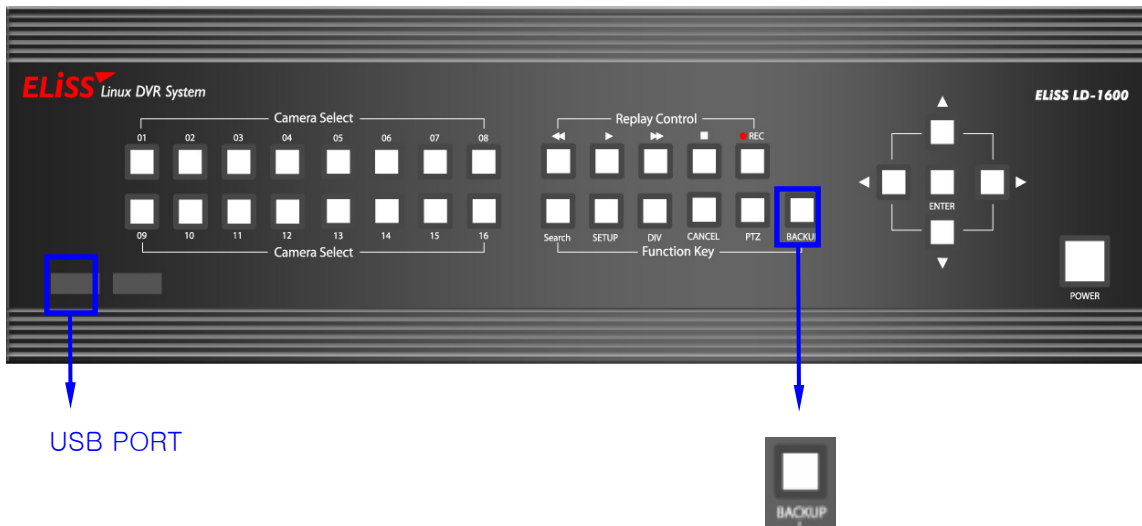 ELiSS Linux DVR System
ELiSS LD-1600
Camera Select
01 02 03 04 05 06 07 08
09 10 11 12 13 14 15 16
Camera Select
Replay Control
REC
Search SETUP DIV CANCEL PTZ BACKUP
Function Key
ENTER
POWER
USB PORT
BACKUP